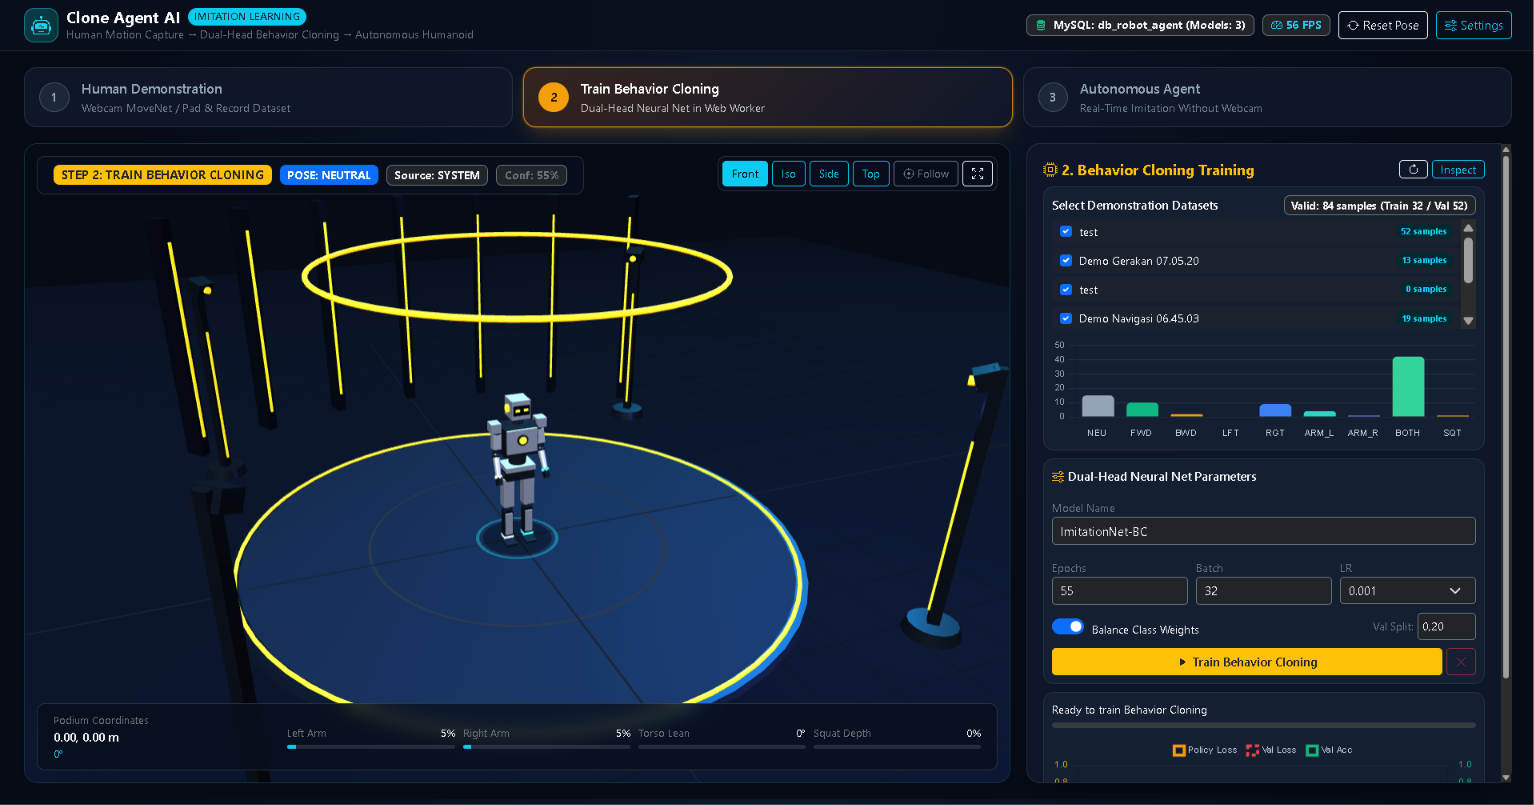 Clone Agent AI IMITATION LEARNING
Human Motion Capture → Dual-Head Behavior Cloning → Autonomous Humanoid
MySQL: db_robot_agent (Models: 3) 56 FPS Reset Pose Settings
1 Human Demonstration
Webcam MoveNet / Pad & Record Dataset
2 Train Behavior Cloning
Dual-Head Neural Net in Web Worker
3 Autonomous Agent
Real-Time Imitation Without Webcam
STEP 2: TRAIN BEHAVIOR CLONING POSE: NEUTRAL Source: SYSTEM Conf: 55%
Front Iso Side Top Follow
Podium Coordinates
0.00, 0.00 m
0°
Left Arm 5% Right Arm 5% Torso Lean 0° Squat Depth 0%
2. Behavior Cloning Training Inspect
Select Demonstration Datasets Valid: 84 samples (Train 32 / Val 52)
test 52 samples
Demo Gerakan 07.05.20 13 samples
test 0 samples
Demo Navigasi 06.45.03 19 samples
50
40
30
20
10
0
NEU FWD BWD LFT RGT ARM_L ARM_R BOTH SQT
Dual-Head Neural Net Parameters
Model Name
ImitationNet-BC
Epochs Batch LR
55 32 0.001
Balance Class Weights Val Split: 0,20
Train Behavior Cloning
Ready to train Behavior Cloning
Policy Loss Val Loss Val Acc
1.0 1.0
0.8 0.8